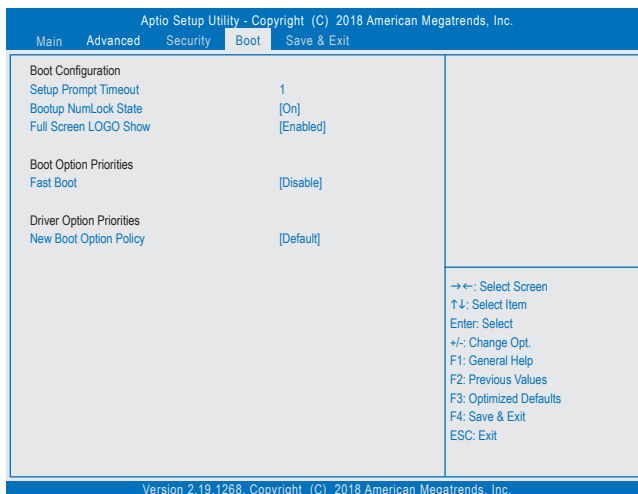 Aptio Setup Utility - Copyright (C) 2018 American Megatrends, Inc.
Main Advanced Security Boot Save & Exit
Boot Configuration
Setup Prompt Timeout 1
Bootup NumLock State [On]
Full Screen LOGO Show [Enabled]
Boot Option Priorities
Fast Boot [Disable]
Driver Option Priorities
New Boot Option Policy [Default]
→←: Select Screen
↑↓: Select Item
Enter: Select
+/-: Change Opt.
F1: General Help
F2: Previous Values
F3: Optimized Defaults
F4: Save & Exit
ESC: Exit
Version 2.19.1268. Copyright (C) 2018 American Megatrends, Inc.